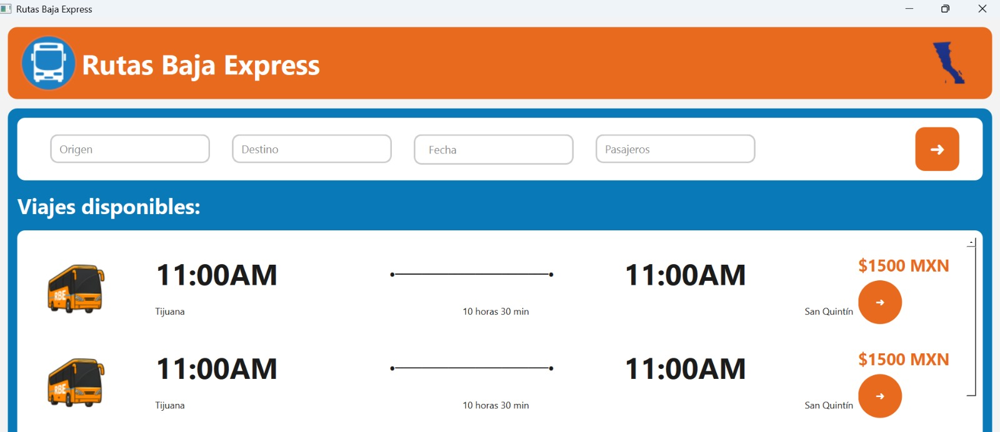 Rutas Baja Express
Rutas Baja Express
Origen
Destino
Fecha
Pasajeros
Viajes disponibles:
RBE
11:00AM
11:00AM
$1500 MXN
Tijuana
10 horas 30 min
San Quintín
RBE
11:00AM
11:00AM
$1500 MXN
Tijuana
10 horas 30 min
San Quintín